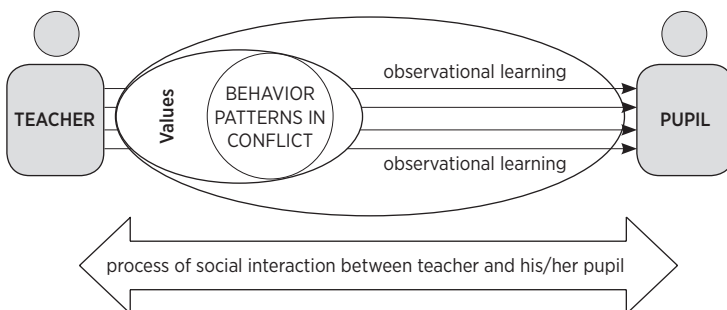 observational learning
TEACHER
Values
BEHAVIOR
PATTERNS IN
CONFLICT
PUPIL
observational learning
process of social interaction between teacher and his/her pupil